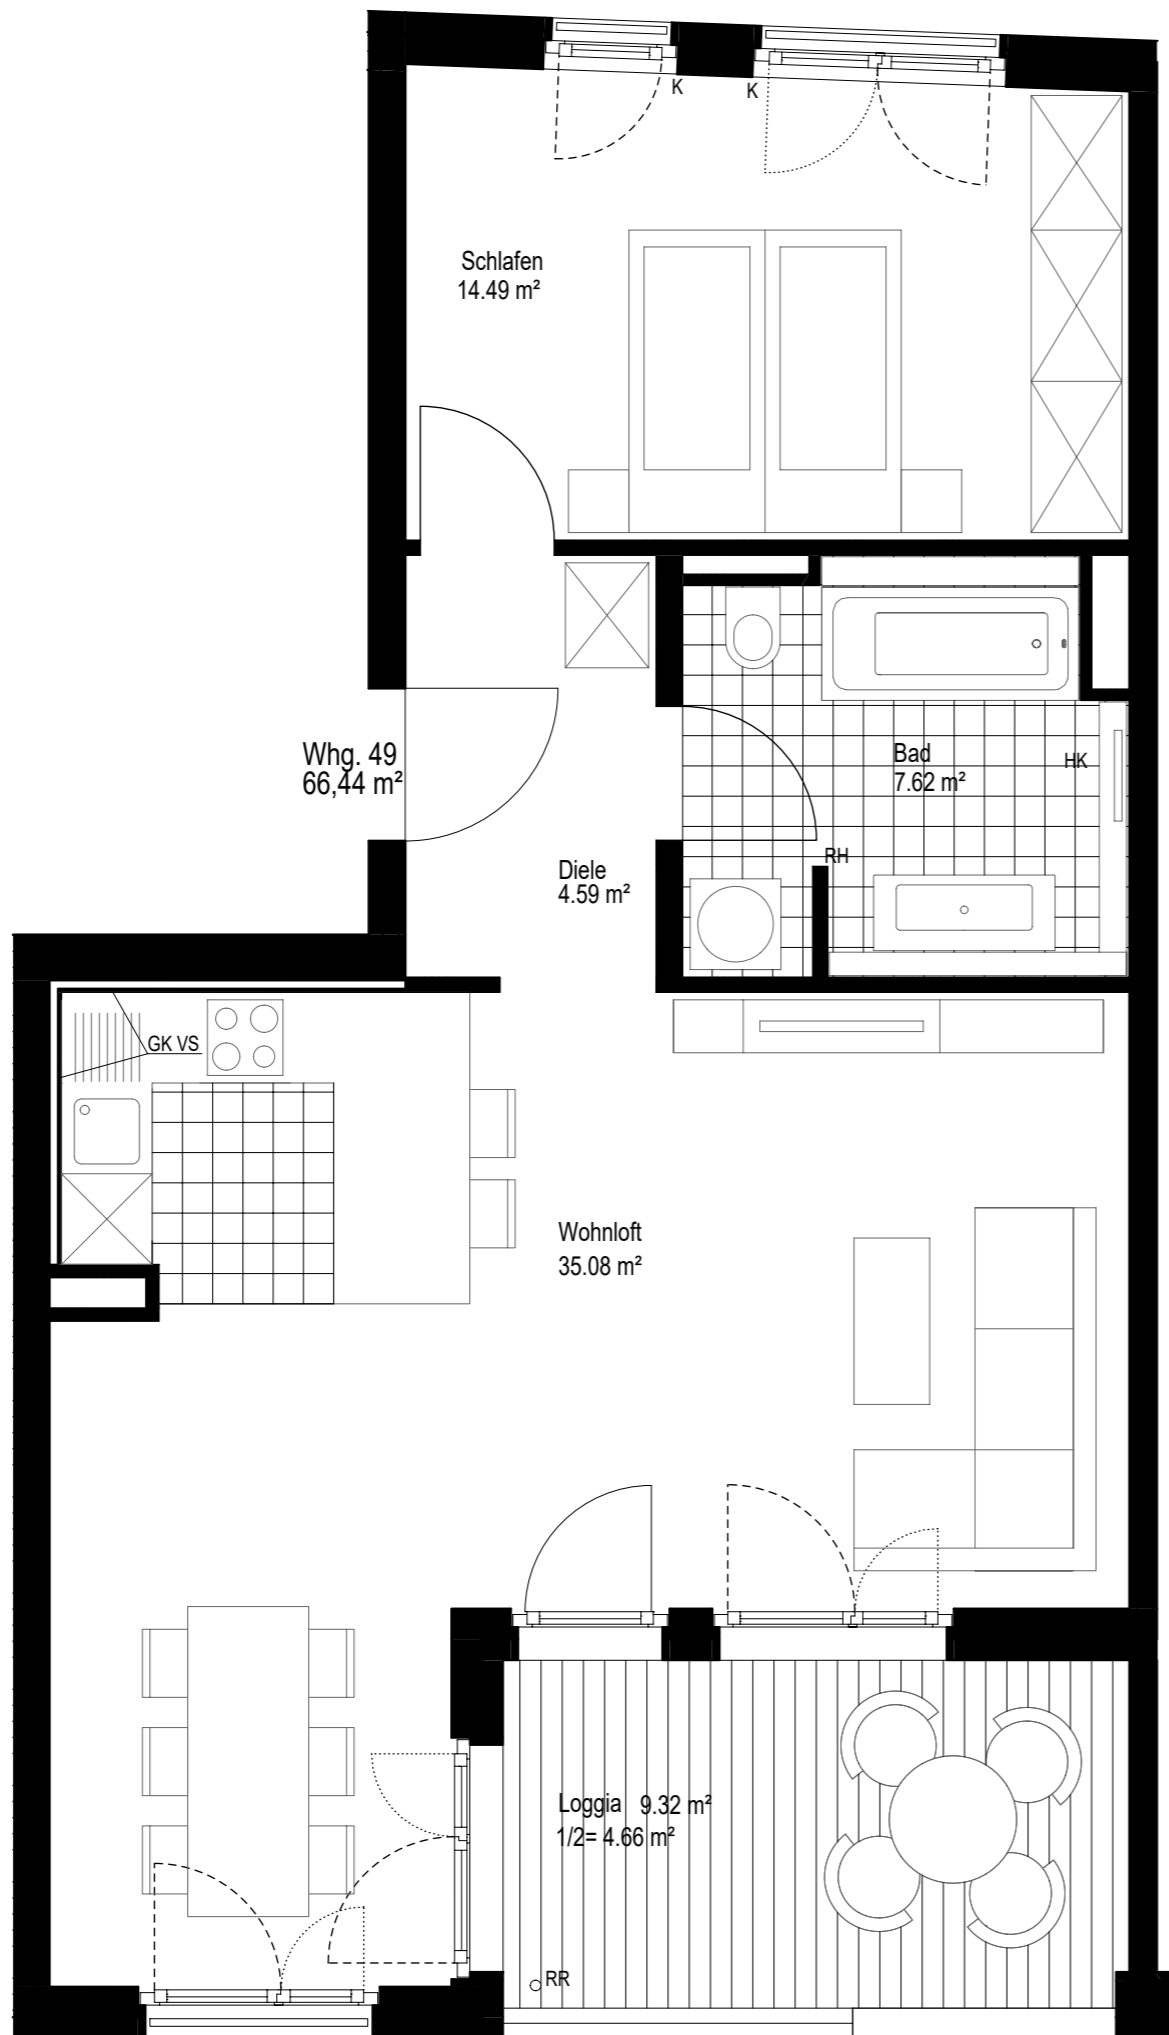 K
K
Schlafen
14.49 m²
Whg. 49
66,44 m²
Bad
7.62 m²
HK
RH
Diele
4.59 m²
GK VS
Wohnloft
35.08 m²
Loggia 9.32 m²
1/2= 4.66 m²
RR